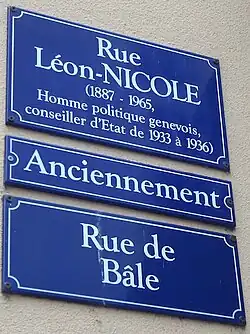 Rue
Léon-NICOLE
(1887 - 1965,
Homme politique genevois,
conseiller d'Etat de 1933 à 1936)
Anciennement
Rue de
Bâle